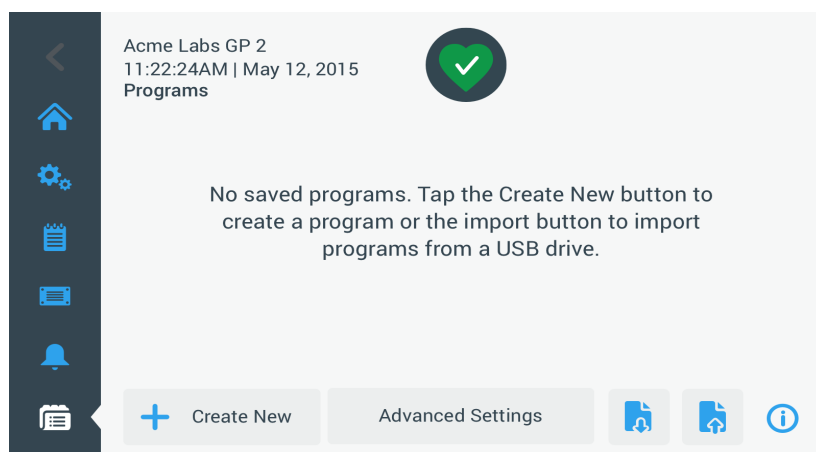 Acme Labs GP 2
11:22:24AM | May 12, 2015
Programs
No saved programs. Tap the Create New button to
create a program or the import button to import
programs from a USB drive.
Create New
Advanced Settings